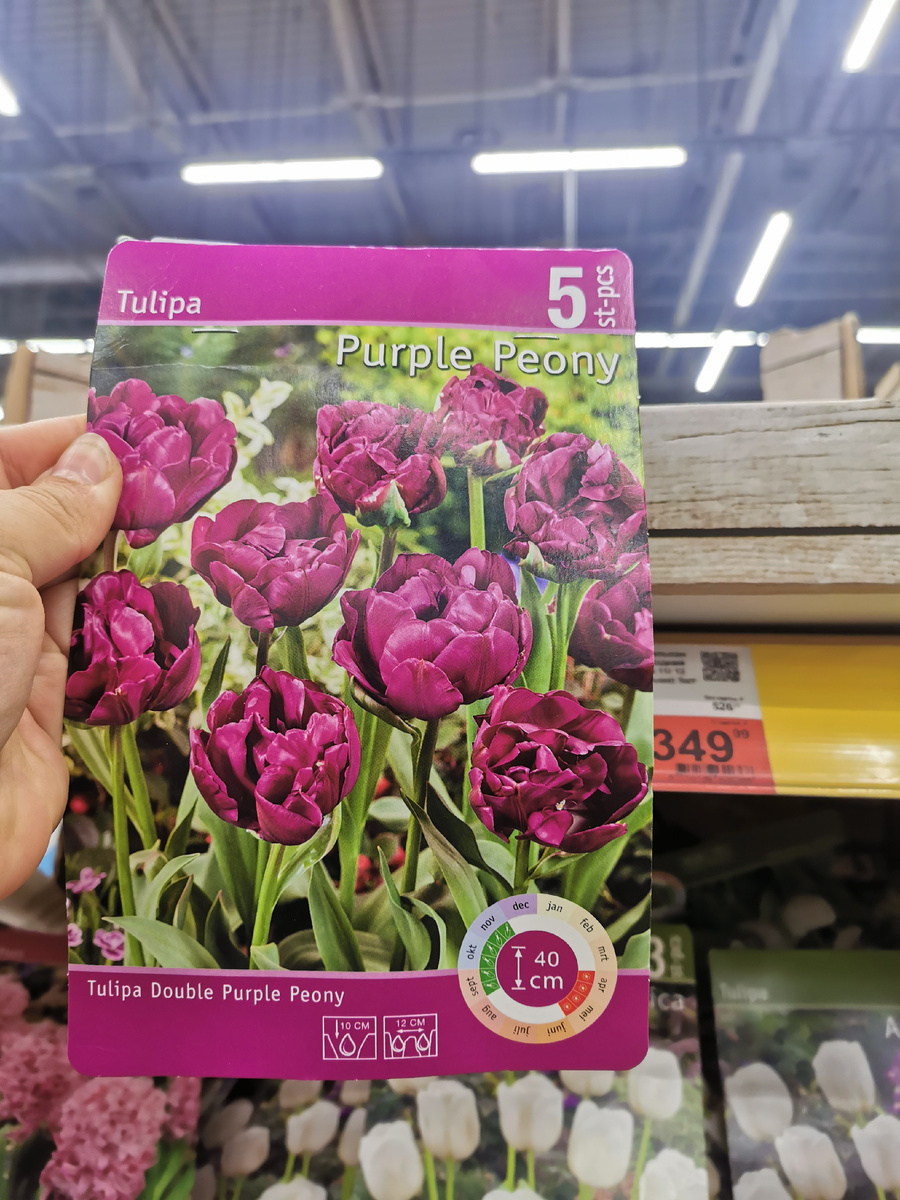 Tulipa
5 st-pcs
Purple Peony
349 99
Tulipa Double Purple Peony
10 CM
12 CM
40
cm
jan
feb
mrt
apr
mei
juni
juli
aug
sept
okt
nov
dec
Tulipa